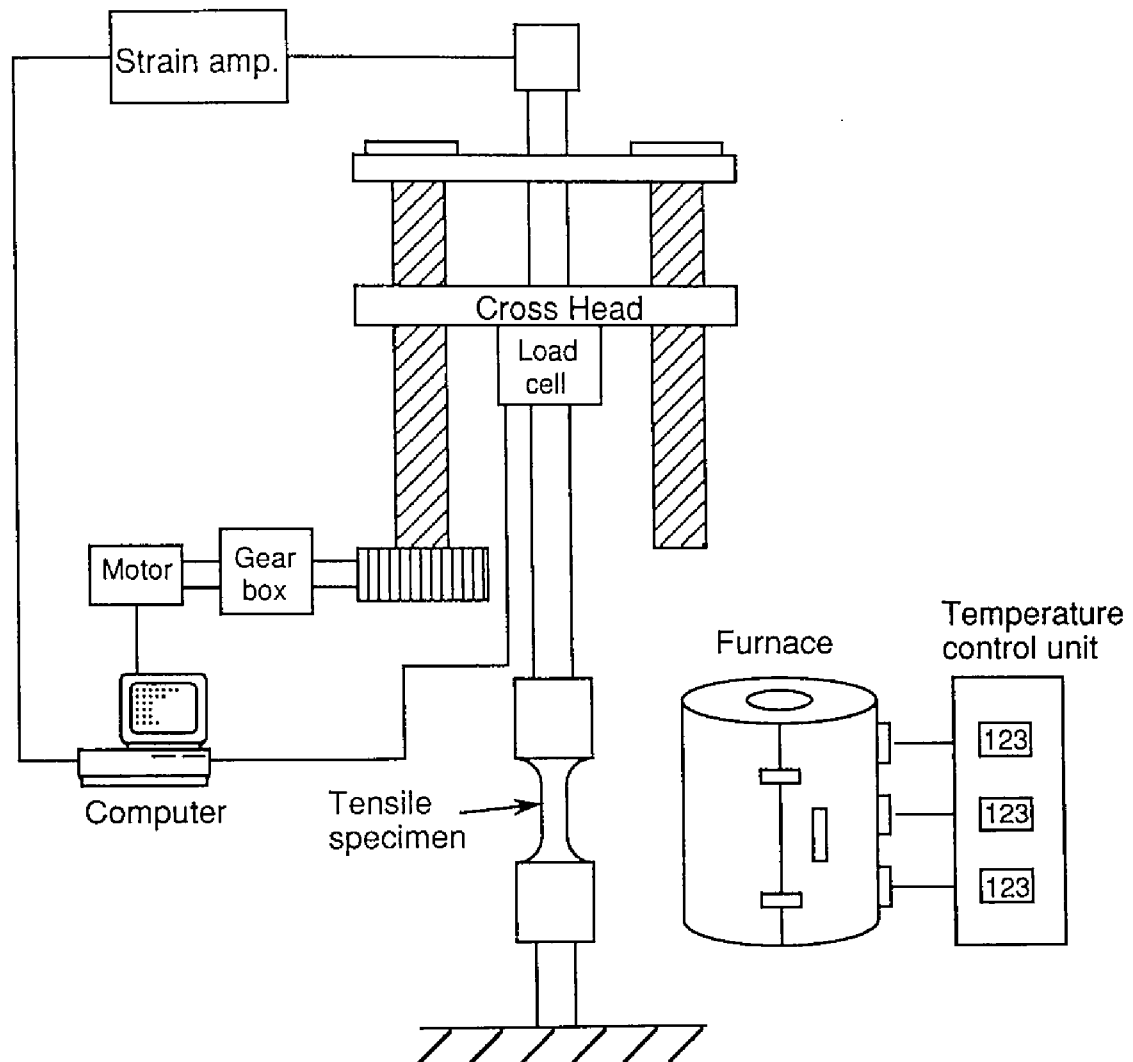 Strain amp.
Cross Head
Load
cell
Motor
Gear
box
Computer
Tensile
specimen
Furnace
Temperature
control unit
123
123
123